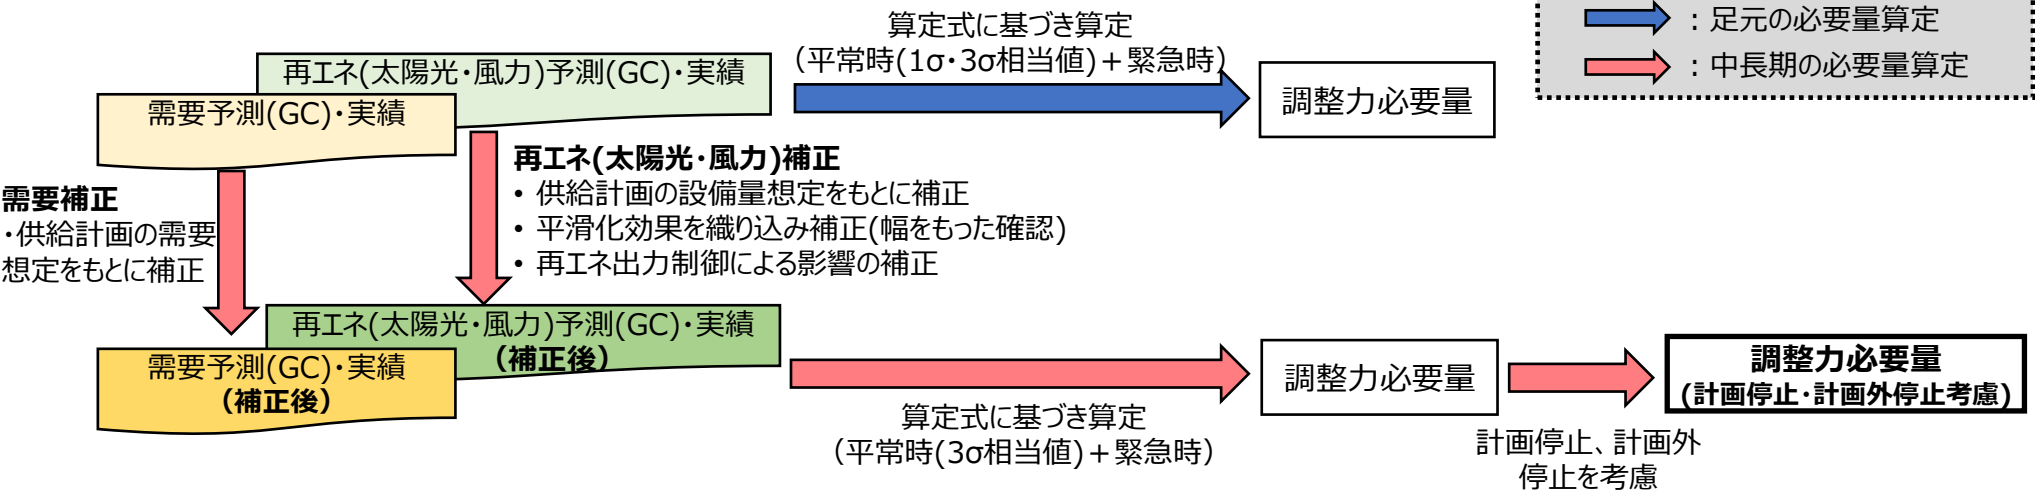 算定式に基づき算定
（平常時(1σ・3σ相当値)＋緊急時）
：足元の必要量算定
：中長期の必要量算定
再エネ(太陽光・風力)予測(GC)・実績
需要予測(GC)・実績
調整力必要量
需要補正
・供給計画の需要
想定をもとに補正
再エネ(太陽光・風力)補正
• 供給計画の設備量想定をもとに補正
• 平滑化効果を織り込み補正(幅をもった確認)
• 再エネ出力制御による影響の補正
再エネ(太陽光・風力)予測(GC)・実績
（補正後）
需要予測(GC)・実績
（補正後）
算定式に基づき算定
（平常時(3σ相当値)＋緊急時）
調整力必要量
計画停止、計画外
停止を考慮
調整力必要量
(計画停止・計画外停止考慮)